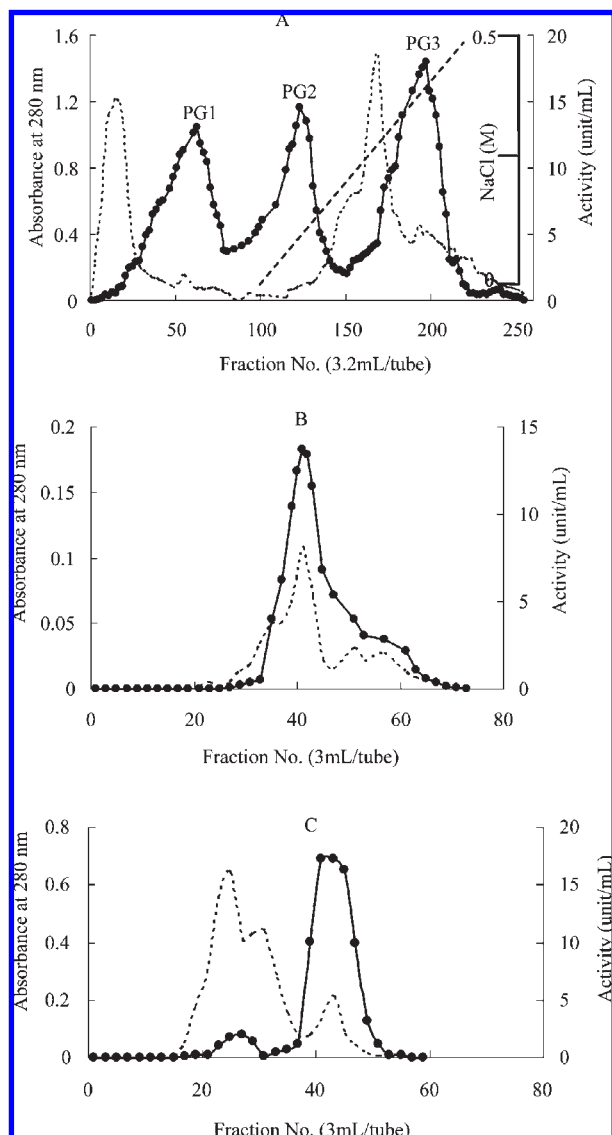 A
Absorbance at 280 nm
1.6
1.2
0.8
0.4
0
PG1
PG2
PG3
0.5
NaCl (M)
0
20
15
10
5
0
Activity (unit/mL)
0 50 100 150 200 250
Fraction No. (3.2mL/tube)
B
Absorbance at 280 nm
0.2
0.15
0.1
0.05
0
15
10
5
0
Activity (unit/mL)
0 20 40 60 80
Fraction No. (3mL/tube)
C
Absorbance at 280 nm
0.8
0.6
0.4
0.2
0
20
15
10
5
0
Activity (unit/mL)
0 20 40 60 80
Fraction No. (3mL/tube)